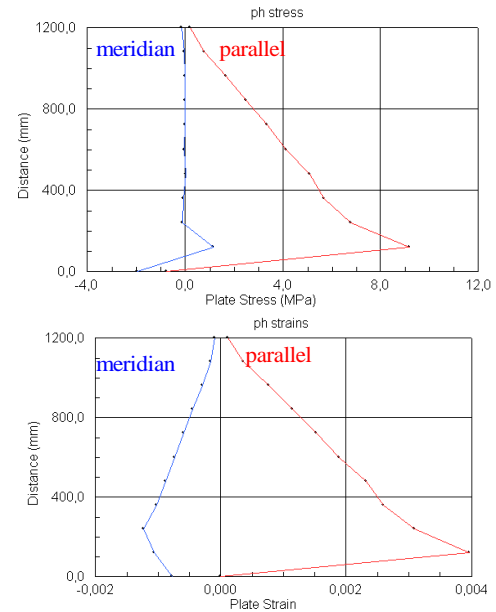 ph stress
1200,0
meridian parallel
800,0
Distance (mm)
400,0
0,0
-4,0 0,0 4,0 8,0 12,0
Plate Stress (MPa)
ph strains
1200,0
meridian parallel
800,0
Distance (mm)
400,0
0,0
-0,002 0,000 0,002 0,004
Plate Strain